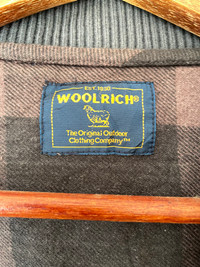 EST. 1830
WOOLRICH®
The Original Outdoor
Clothing Company™